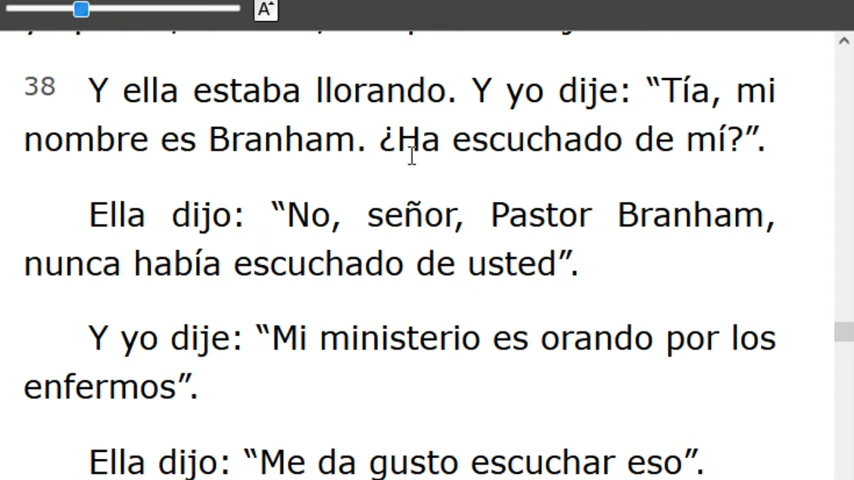 A
38 Y ella estaba llorando. Y yo dije: “Tía, mi
nombre es Branham. ¿Ha escuchado de mí?”.
Ella dijo: “No, señor, Pastor Branham,
nunca había escuchado de usted”.
Y yo dije: “Mi ministerio es orando por los
enfermos”.
Ella dijo: “Me da gusto escuchar eso”.